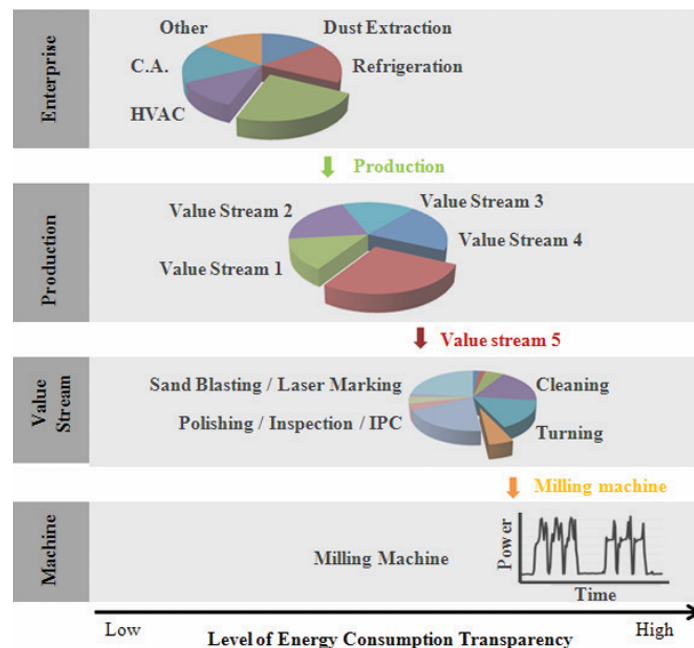 Enterprise
Other
Dust Extraction
C.A.
Refrigeration
HVAC
Production
Production
Value Stream 3
Value Stream 2
Value Stream 4
Value Stream 1
Value stream 5
Value
Stream
Sand Blasting / Laser Marking
Cleaning
Polishing / Inspection / IPC
Turning
Milling machine
Machine
Milling Machine
Power
Time
Low
High
Level of Energy Consumption Transparency